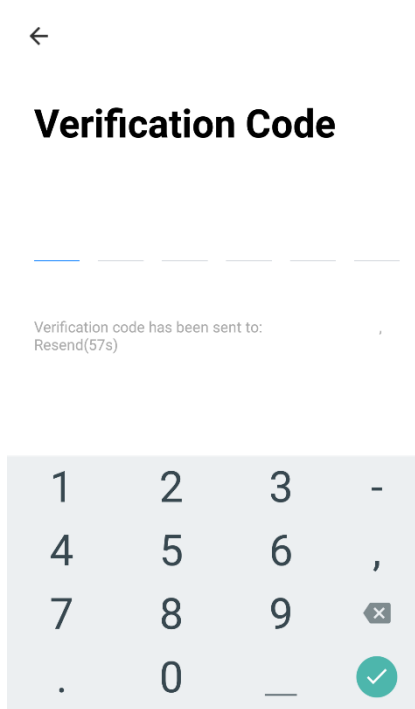 Verification Code
Verification code has been sent to: ,
Resend(57s)
1 2 3 -
4 5 6 ,
7 8 9
. 0 _